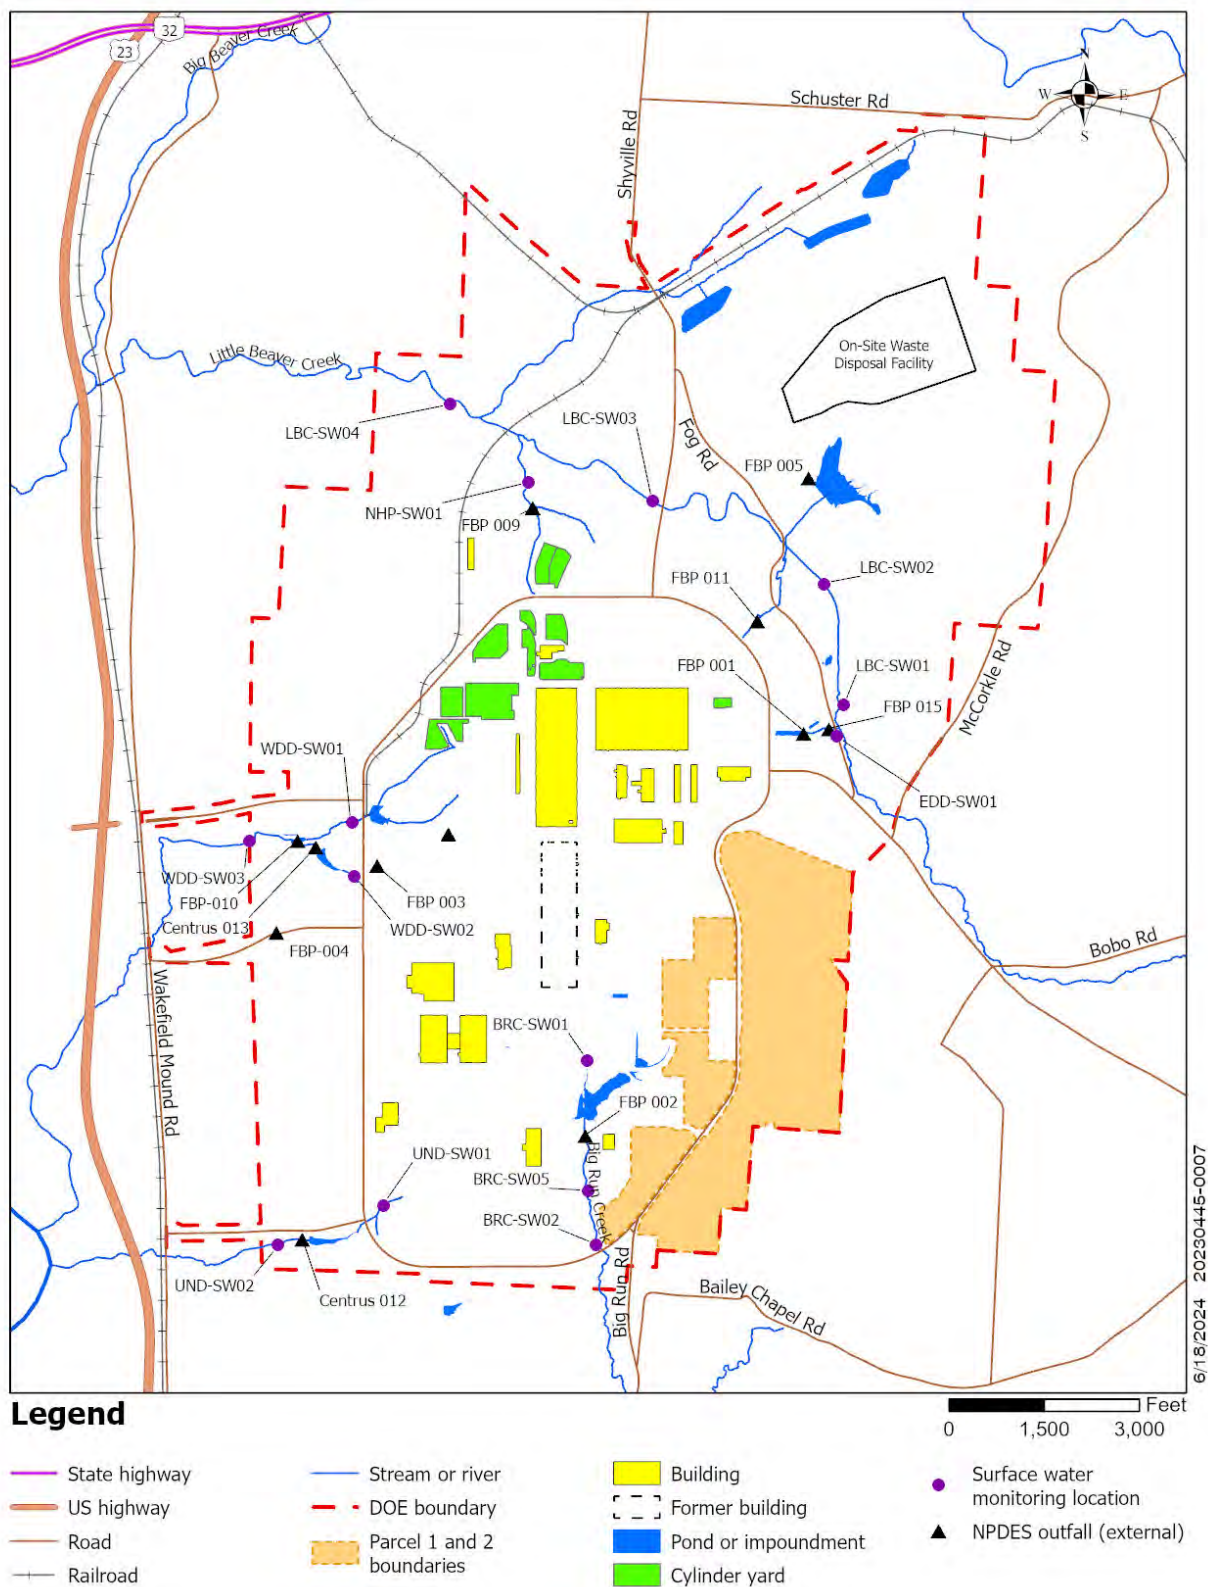 32
23
Big Beaver Creek
Schuster Rd
N
W
E
S
Shyville Rd
Little Beaver Creek
On-Site Waste
Disposal Facility
LBC-SW04
LBC-SW03
Fog Rd
FBP 005
NHP-SW01
FBP 009
LBC-SW02
FBP 011
FBP 001
LBC-SW01
FBP 015
McCorkle Rd
WDD-SW01
EDD-SW01
WDD-SW03
FBP-010
Centrus 013
FBP 003
WDD-SW02
FBP-004
Bobo Rd
Wakefield Mound Rd
BRC-SW01
FBP 002
UND-SW01
BRC-SW05
Big Run Creek
BRC-SW02
UND-SW02
Centrus 012
Big Run Rd
Bailey Chapel Rd
6/18/2024 20230445-0007
Legend
Feet
0 1,500 3,000
State highway
US highway
Road
Railroad
Stream or river
DOE boundary
Parcel 1 and 2
boundaries
Building
Former building
Pond or impoundment
Cylinder yard
Surface water
monitoring location
NPDES outfall (external)